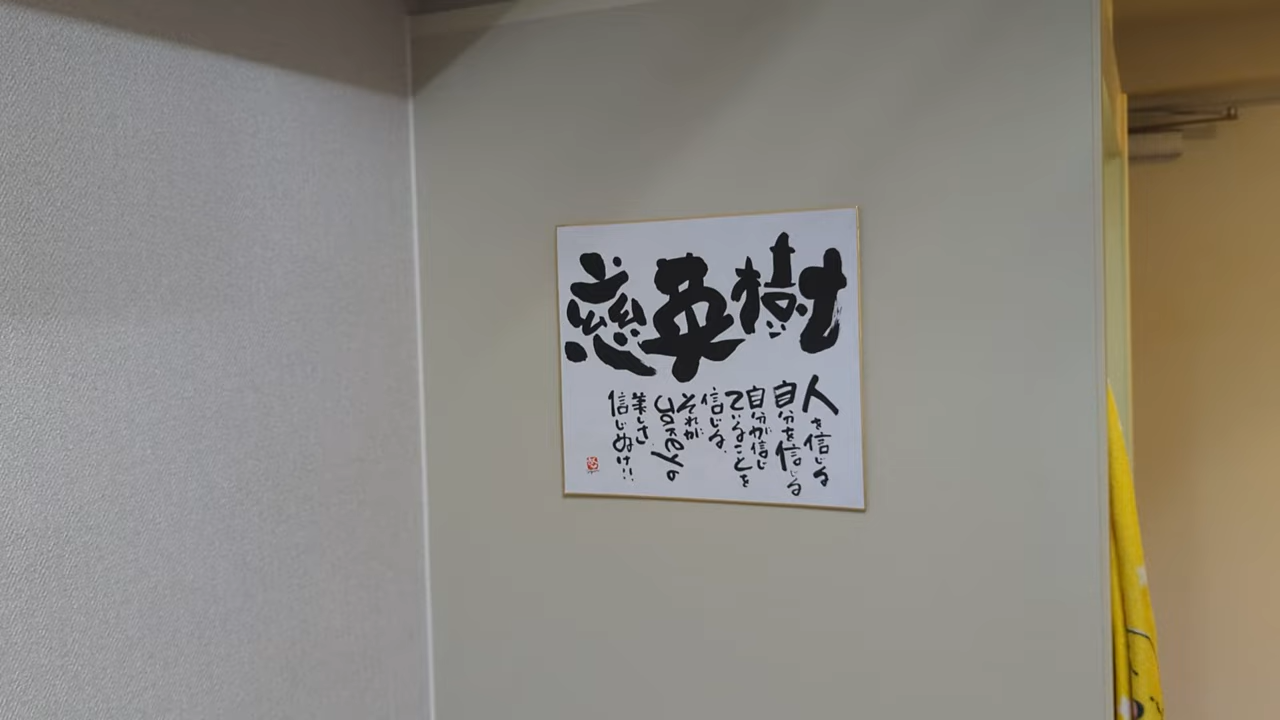 慈英樹
人を信じる
自分を信じる
自分が信じ
ていることを
信じる。
それが
美しさ
信じぬけ!!